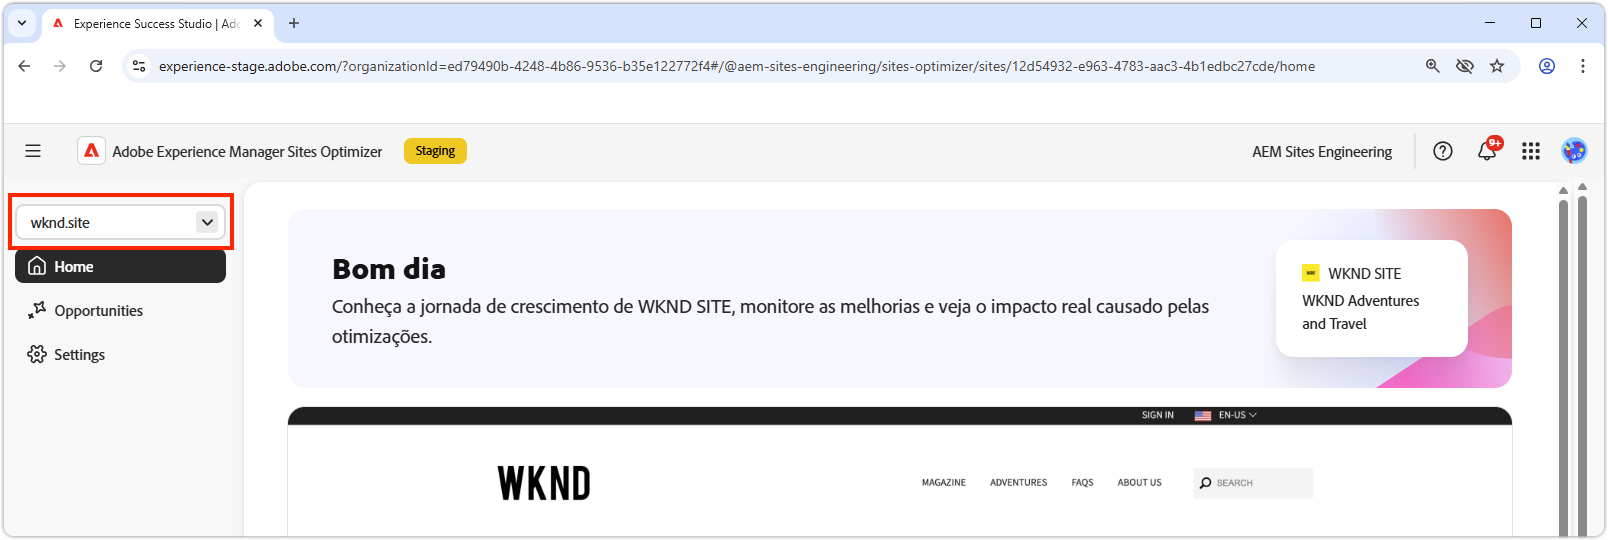 Experience Success Studio | Ado
experience-stage.adobe.com/?organizationId=ed79490b-4248-4b86-9536-b35e122772f4#/@aem-sites-engineering/sites-optimizer/sites/12d54932-e963-4783-aac3-4b1edbc27cde/home
Adobe Experience Manager Sites Optimizer
Staging
AEM Sites Engineering
9+
wknd.site
Home
Opportunities
Settings
Bom dia
Conheça a jornada de crescimento de WKND SITE, monitore as melhorias e veja o impacto real causado pelas
otimizações.
WKND SITE
WKND Adventures
and Travel
SIGN IN
EN-US
WKND
MAGAZINE
ADVENTURES
FAQS
ABOUT US
SEARCH